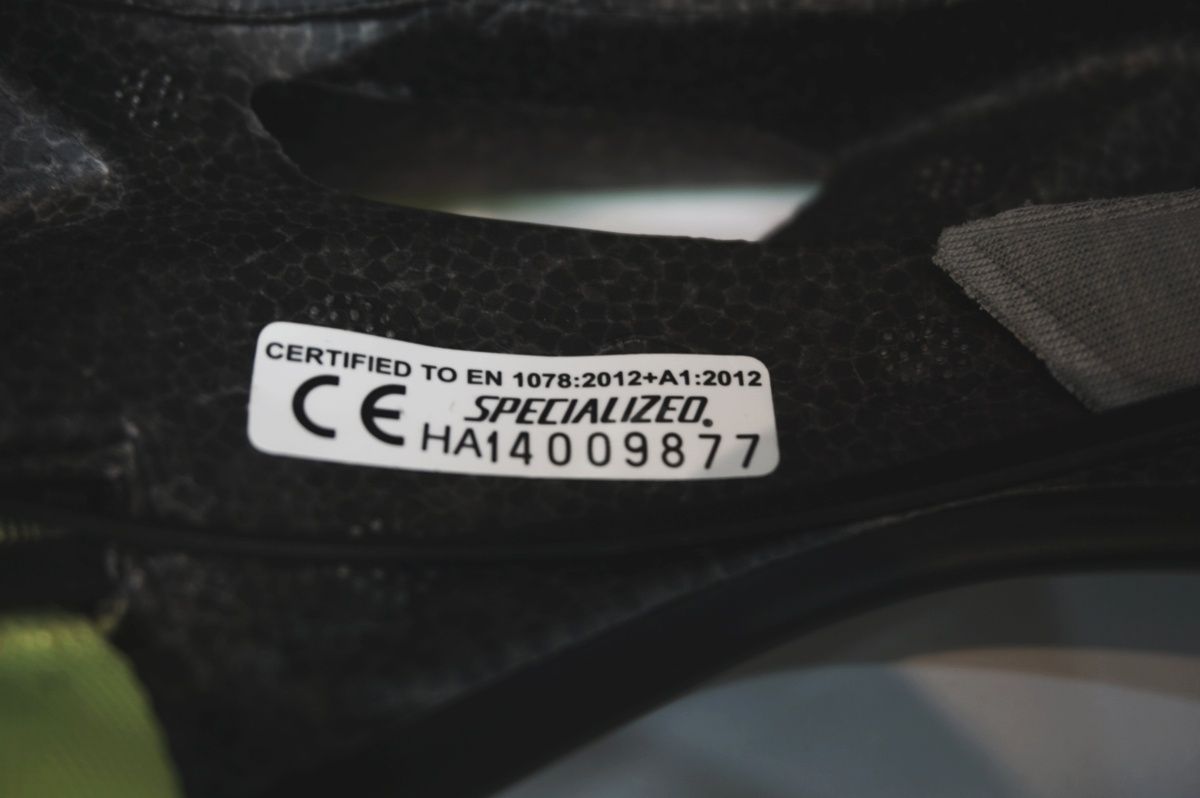 CERTIFIED TO EN 1078:2012+A1:2012
CE SPECIALIZED.
HA14009877